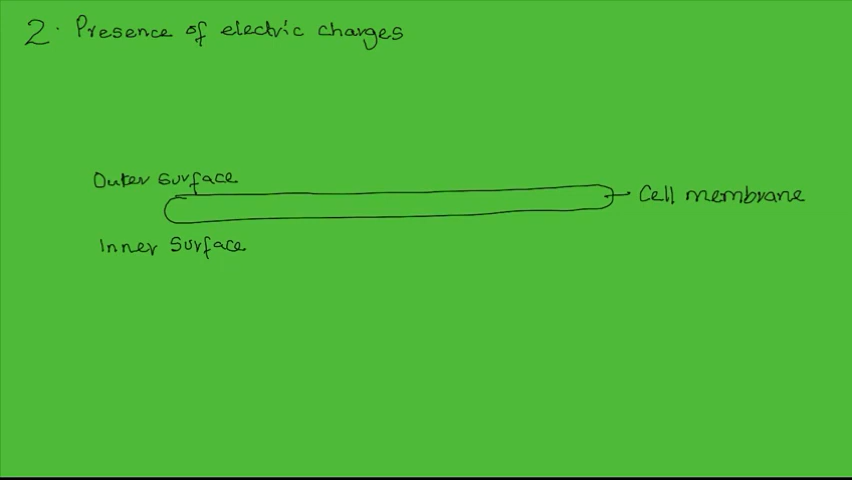 2. Presence of electric charges
Outer surface
Cell membrane
Inner surface